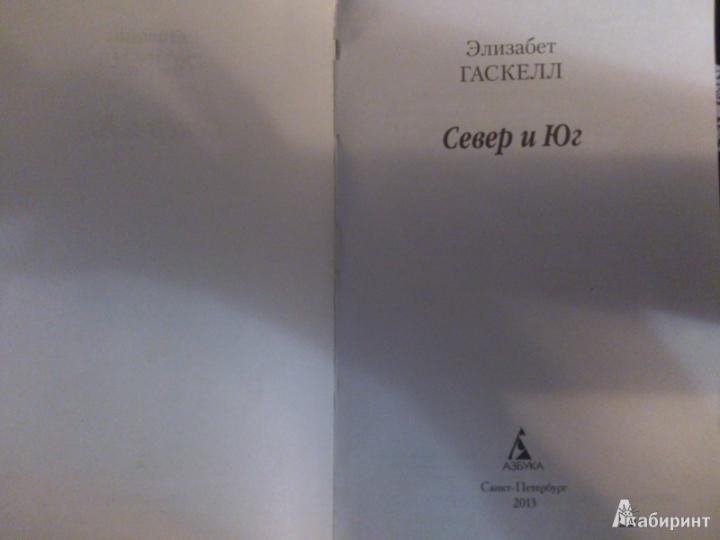 Элизабет
ГАСКЕЛЛ
Север и Юг
АЗБУКА
Санкт-Петербург
2013
Лабиринт